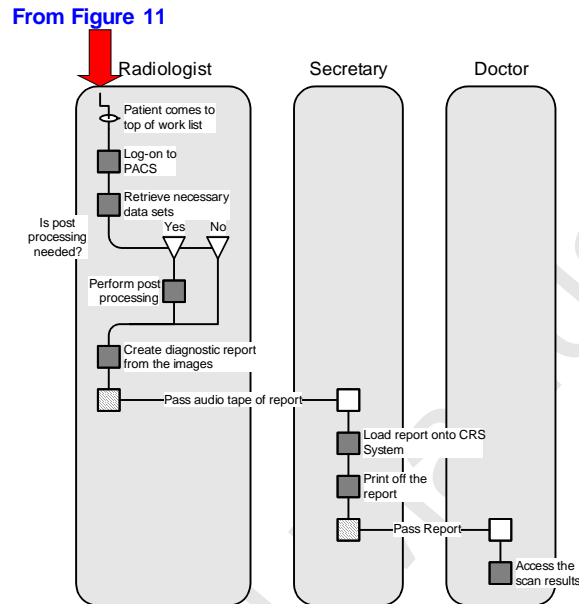 From Figure 11
Radiologist
Secretary
Doctor
Patient comes to
top of work list
Log-on to
PACS
Retrieve necessary
data sets
Is post
processing
needed?
Yes
No
Perform post
processing
Create diagnostic report
from the images
Pass audio tape of report
Load report onto CRS
System
Print off the
report
Pass Report
Access the
scan results